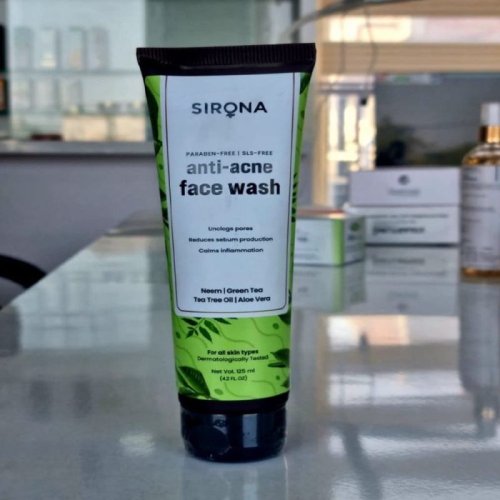 SIRONA
PARABEN-FREE | SLS-FREE
anti-acne
face wash
Unclogs pores
Reduces sebum production
Calms inflammation
Neem | Green Tea
Tea Tree Oil | Aloe Vera
For all skin types
Dermatologically Tested
Net Vol. 125 ml
(4.2 FL OZ)